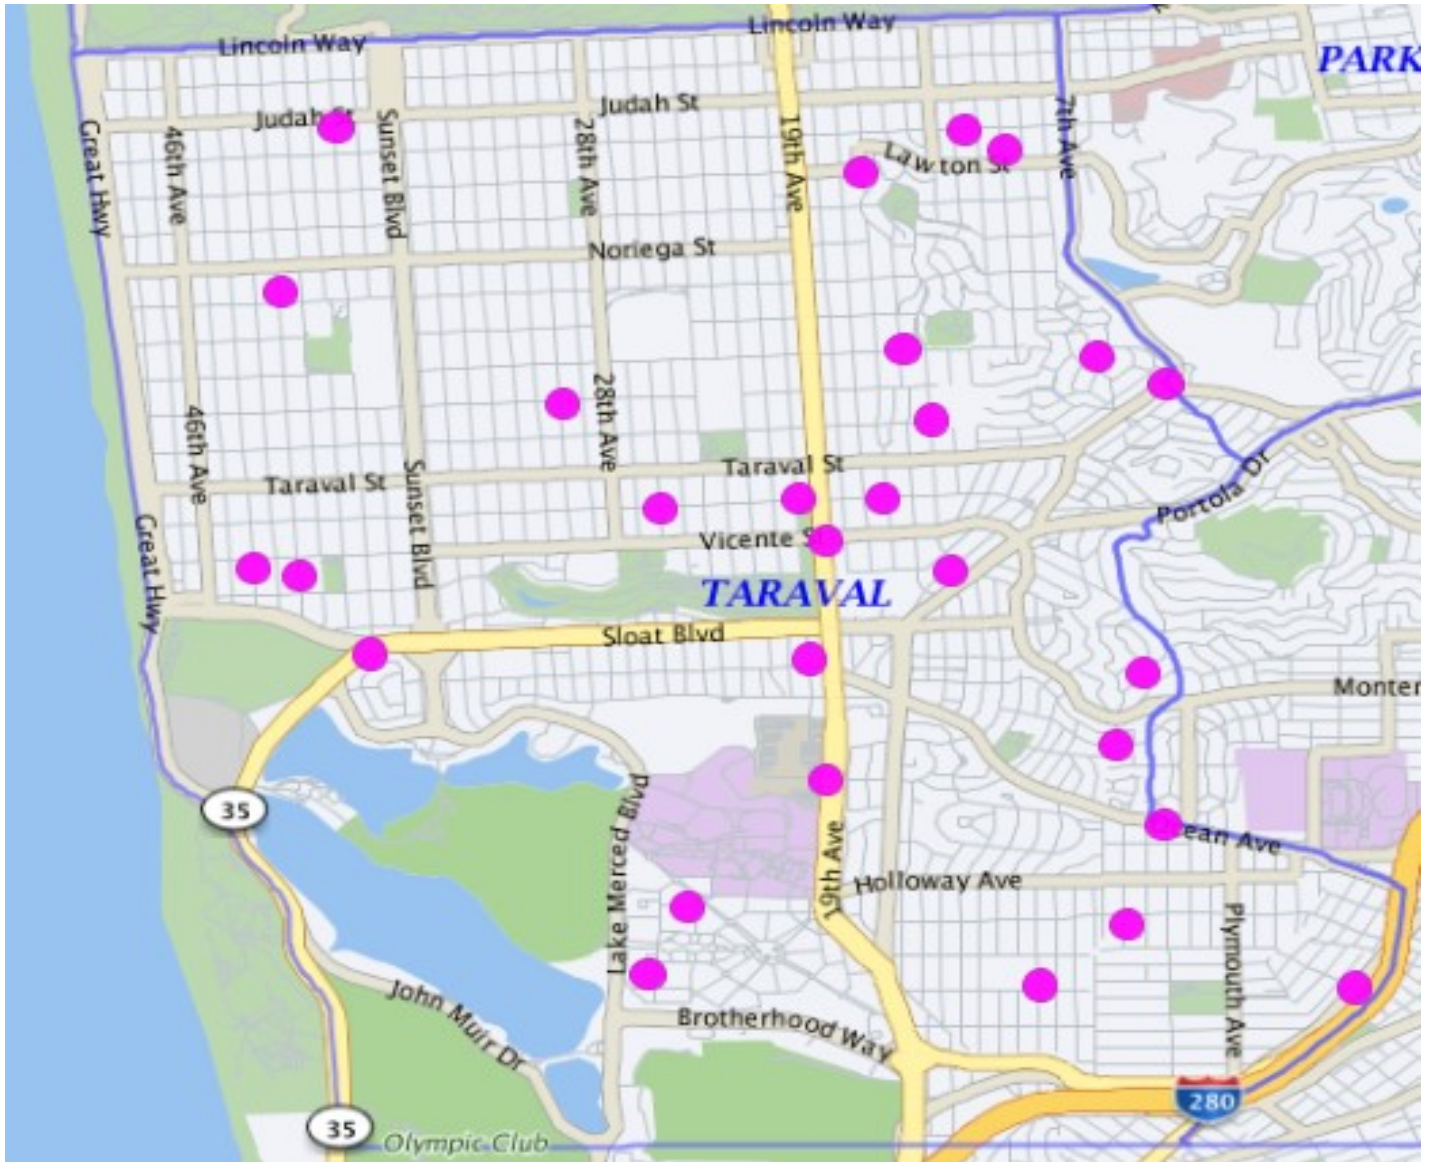 Lincoln Way
Lincoln Way
PARK
Judah St
Judah St
Great Hwy
46th Ave
Sunset Blvd
28th Ave
19th Ave
7th Ave
Lawton St
Noriega St
28th Ave
46th Ave
Taraval St
Taraval St
Sunset Blvd
Portola Dr
Great Hwy
Vicente S
TARAVAL
Sloat Blvd
Monter
35
Lake Merced Blvd
19th Ave
ean Ave
Holloway Ave
Plymouth Ave
John Muir Dr
Brotherhood Way
280
35
Olympic Club